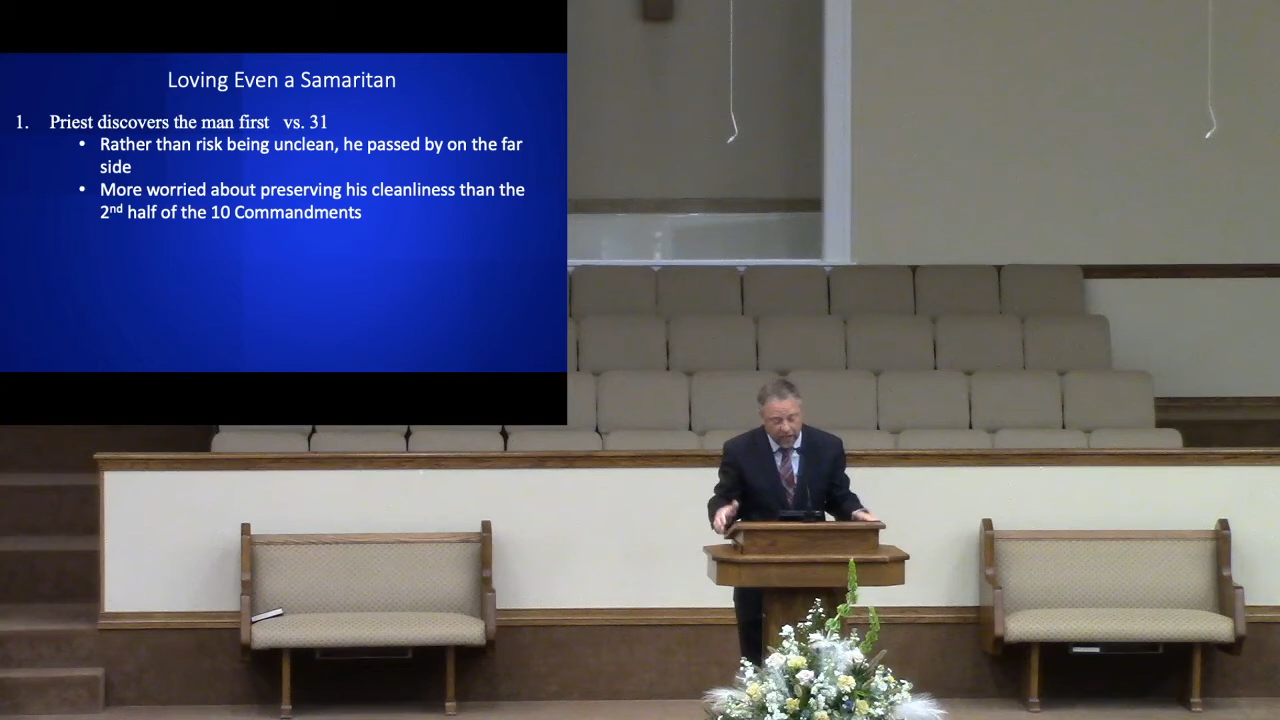 Loving Even a Samaritan
1. Priest discovers the man first vs. 31
• Rather than risk being unclean, he passed by on the far
side
• More worried about preserving his cleanliness than the
2nd half of the 10 Commandments